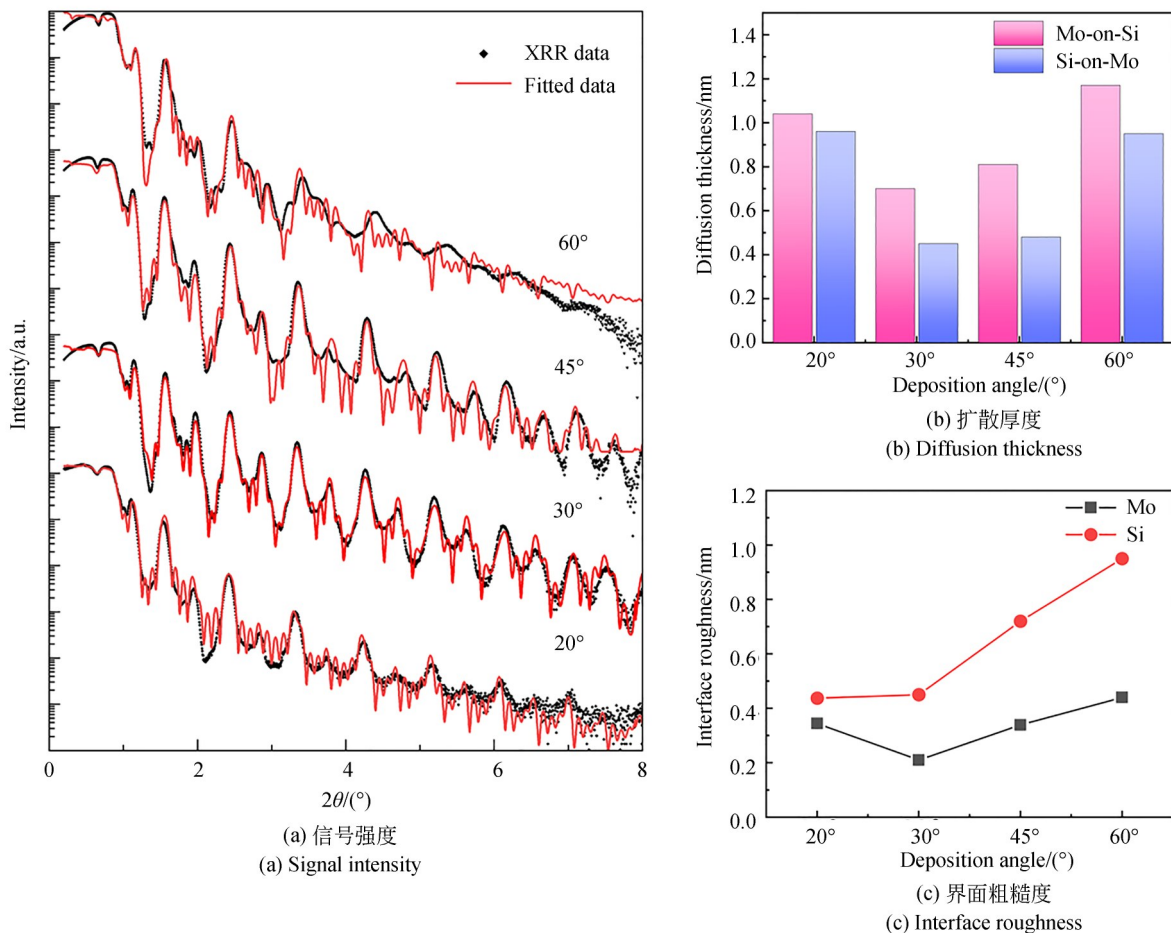 XRR data
Fitted data
60°
45°
30°
20°
Intensity/a.u.
0
2
4
6
8
2θ/(°)
(a) 信号强度
(a) Signal intensity
1.4
1.2
1.0
0.8
0.6
0.4
0.2
0.0
Mo-on-Si
Si-on-Mo
Diffusion thickness/nm
20°
30°
45°
60°
Deposition angle/(°)
(b) 扩散厚度
(b) Diffusion thickness
1.2
1.0
0.8
0.6
0.4
0.2
0.0
Mo
Si
Interface roughness/nm
20°
30°
45°
60°
Deposition angle/(°)
(c) 界面粗糙度
(c) Interface roughness